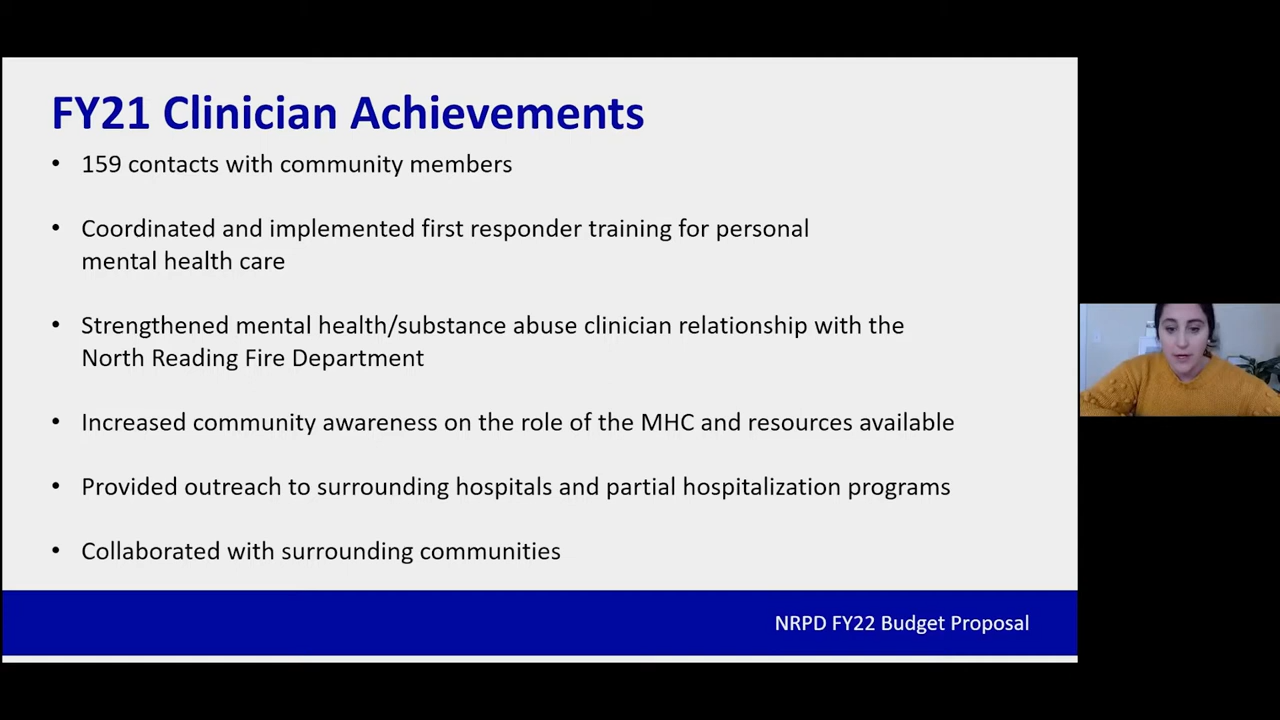 FY21 Clinician Achievements
• 159 contacts with community members
• Coordinated and implemented first responder training for personal
mental health care
• Strengthened mental health/substance abuse clinician relationship with the
North Reading Fire Department
• Increased community awareness on the role of the MHC and resources available
• Provided outreach to surrounding hospitals and partial hospitalization programs
• Collaborated with surrounding communities
NRPD FY22 Budget Proposal